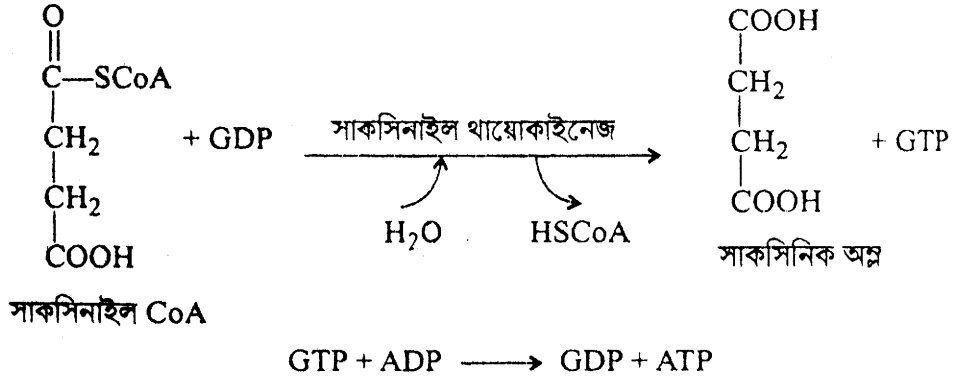 O
C—SCoA
CH₂
CH₂
COOH
সাকসিনাইল CoA
+ GDP
সাকসিনাইল থায়োকাইনেজ
H₂O
HSCoA
COOH
CH₂
CH₂
COOH
সাকসিনিক অম্ল
+ GTP
GTP + ADP ⟶ GDP + ATP